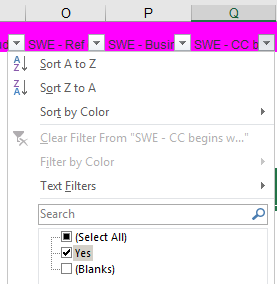 O P Q
SWE - Ref SWE - Busin SWE - CC b
Sort A to Z
Sort Z to A
Sort by Color
Clear Filter From "SWE - CC begins w..."
Filter by Color
Text Filters
Search
(Select All)
Yes
(Blanks)